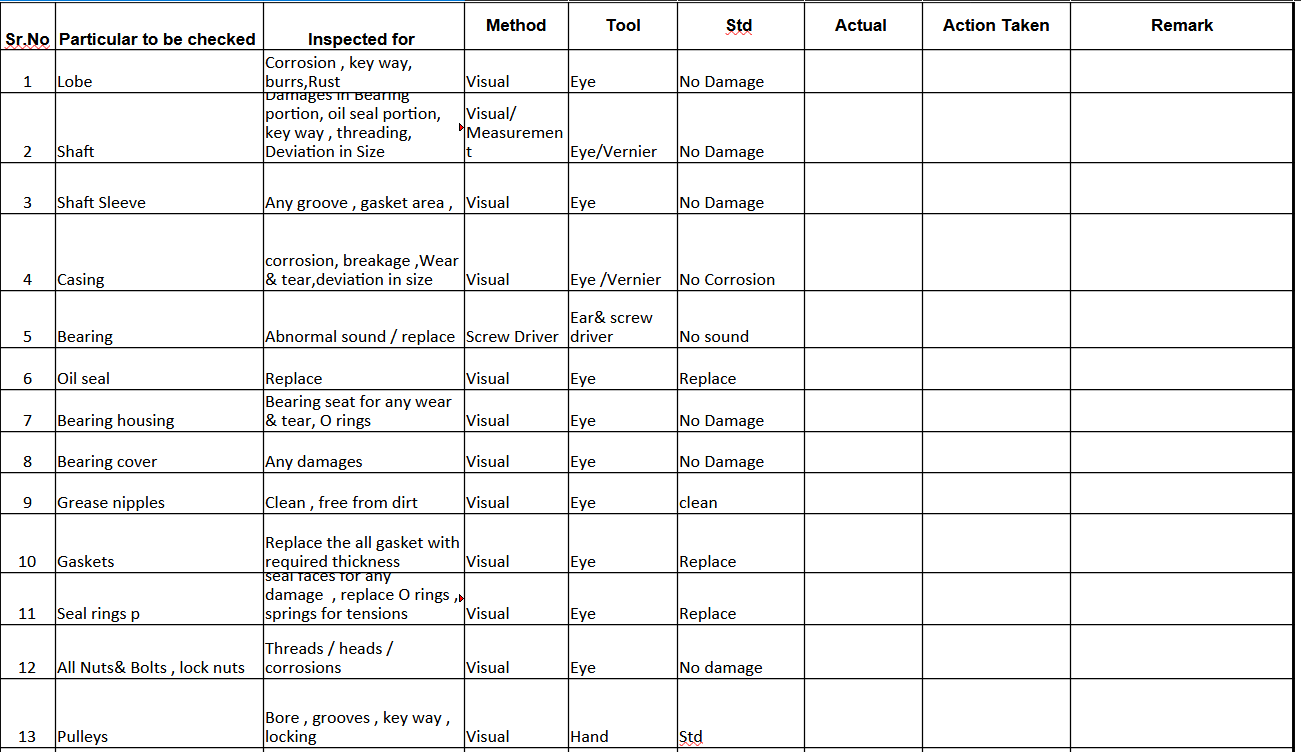 Sr.No Particular to be checked Inspected for Method Tool Std Actual Action Taken Remark
1 Lobe Corrosion , key way,
burrs,Rust Visual Eye No Damage
2 Shaft Damages in Bearing
portion, oil seal portion,
key way , threading,
Deviation in Size Visual/
Measuremen
t Eye/Vernier No Damage
3 Shaft Sleeve Any groove , gasket area , Visual Eye No Damage
4 Casing corrosion, breakage ,Wear
& tear,deviation in size Visual Eye /Vernier No Corrosion
5 Bearing Abnormal sound / replace Screw Driver Ear& screw
driver No sound
6 Oil seal Replace Visual Eye Replace
7 Bearing housing Bearing seat for any wear
& tear, O rings Visual Eye No Damage
8 Bearing cover Any damages Visual Eye No Damage
9 Grease nipples Clean , free from dirt Visual Eye clean
10 Gaskets Replace the all gasket with
required thickness Visual Eye Replace
11 Seal rings p seal faces for any
damage , replace O rings ,
springs for tensions Visual Eye Replace
12 All Nuts& Bolts , lock nuts Threads / heads /
corrosions Visual Eye No damage
13 Pulleys Bore , grooves , key way ,
locking Visual Hand Std